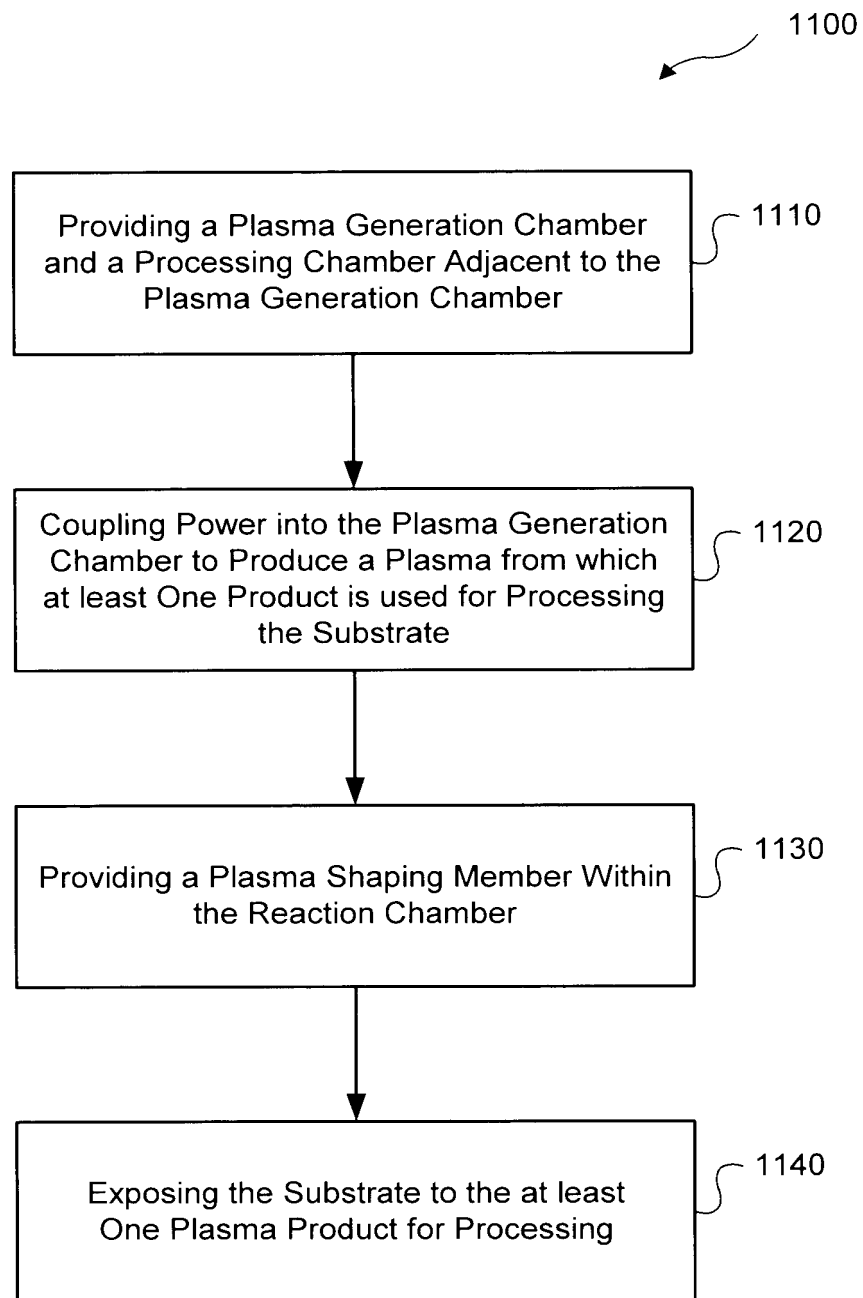 1100
Providing a Plasma Generation Chamber
and a Processing Chamber Adjacent to the
Plasma Generation Chamber
1110
Coupling Power into the Plasma Generation
Chamber to Produce a Plasma from which
at least One Product is used for Processing
the Substrate
1120
Providing a Plasma Shaping Member Within
the Reaction Chamber
1130
Exposing the Substrate to the at least
One Plasma Product for Processing
1140